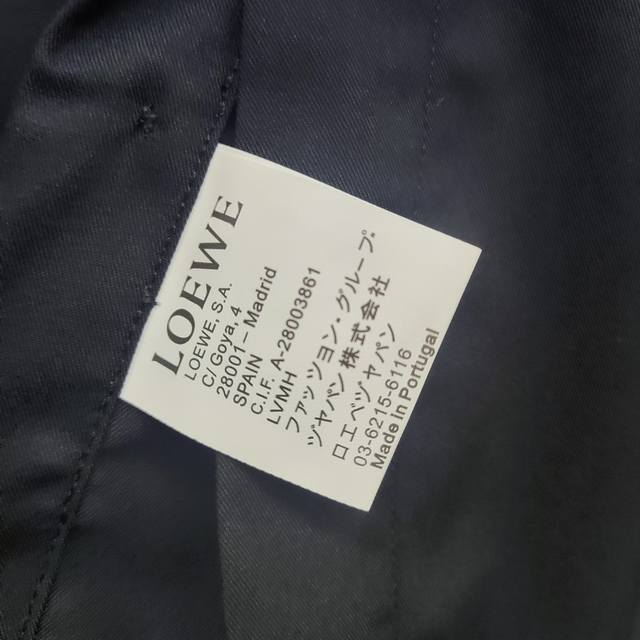 LOEWE
LOEWE, S.A.
C/Goya, 4
28001-Madrid
SPAIN
C.I.F. A-28003861
LVMH
ファッション・グループ.
ジャパン株式会社
ロエベジャパン
03-6215-6116
Made in Portugal